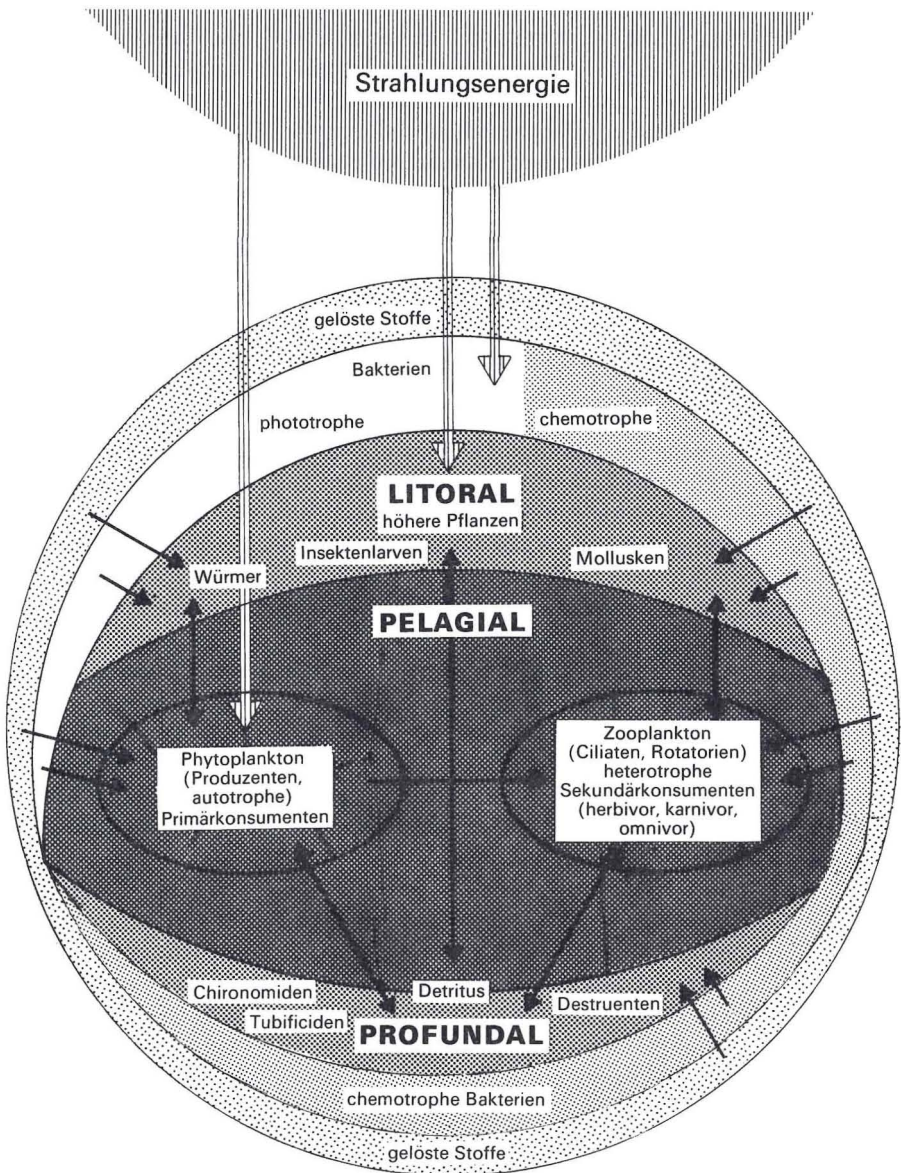 Strahlungsenergie
gelöste Stoffe
Bakterien
phototrophe
chemotrophe
LITORAL
höhere Pflanzen
Insektenlarven
Mollusken
Würmer
PELAGIAL
Phytoplankton
(Produzenten,
autotrophe)
Primärkonsumenten
Zooplankton
(Ciliaten, Rotatorien)
heterotrophe
Sekundärkonsumenten
(herbivor, karnivor,
omnivor)
Chironomiden
Tubificiden
Detritus
Destruenten
PROFUNDAL
chemotrophe Bakterien
gelöste Stoffe